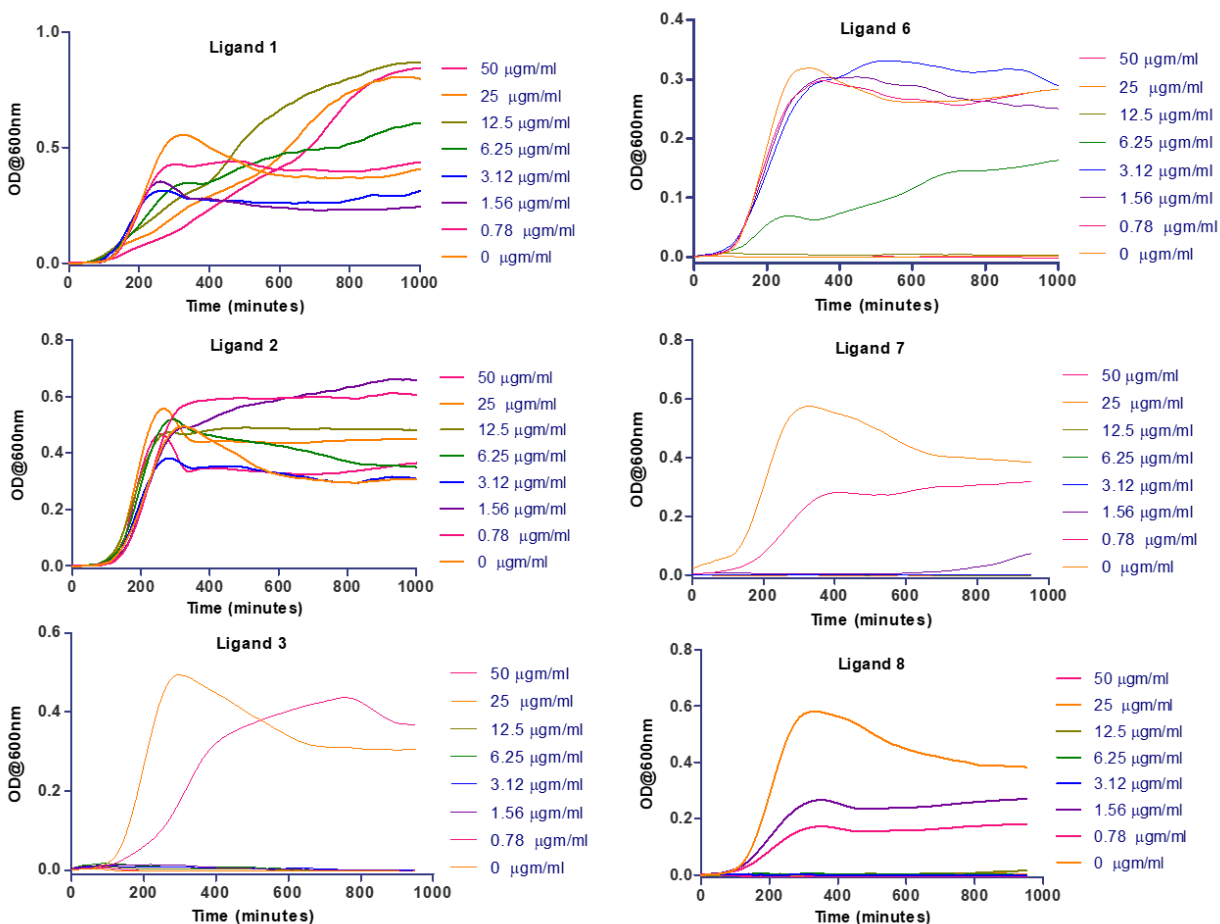 Ligand 1
OD@600nm
1.0
0.5
0.0
0 200 400 600 800 1000
Time (minutes)
50 μgm/ml
25 μgm/ml
12.5 μgm/ml
6.25 μgm/ml
3.12 μgm/ml
1.56 μgm/ml
0.78 μgm/ml
0 μgm/ml
Ligand 6
OD@600nm
0.4
0.3
0.2
0.1
0.0
0 200 400 600 800 1000
Time (minutes)
50 μgm/ml
25 μgm/ml
12.5 μgm/ml
6.25 μgm/ml
3.12 μgm/ml
1.56 μgm/ml
0.78 μgm/ml
0 μgm/ml
Ligand 2
OD@600nm
0.8
0.6
0.4
0.2
0.0
0 200 400 600 800 1000
Time (minutes)
50 μgm/ml
25 μgm/ml
12.5 μgm/ml
6.25 μgm/ml
3.12 μgm/ml
1.56 μgm/ml
0.78 μgm/ml
0 μgm/ml
Ligand 7
OD@600nm
0.8
0.6
0.4
0.2
0.0
0 200 400 600 800 1000
Time (minutes)
50 μgm/ml
25 μgm/ml
12.5 μgm/ml
6.25 μgm/ml
3.12 μgm/ml
1.56 μgm/ml
0.78 μgm/ml
0 μgm/ml
Ligand 3
OD@600nm
0.6
0.4
0.2
0.0
0 200 400 600 800 1000
Time (minutes)
50 μgm/ml
25 μgm/ml
12.5 μgm/ml
6.25 μgm/ml
3.12 μgm/ml
1.56 μgm/ml
0.78 μgm/ml
0 μgm/ml
Ligand 8
OD@600nm
0.8
0.6
0.4
0.2
0.0
0 200 400 600 800 1000
Time (minutes)
50 μgm/ml
25 μgm/ml
12.5 μgm/ml
6.25 μgm/ml
3.12 μgm/ml
1.56 μgm/ml
0.78 μgm/ml
0 μgm/ml